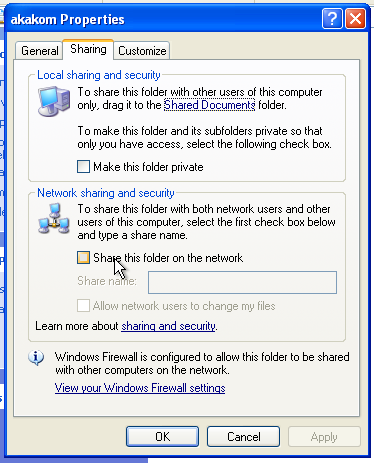 akakom Properties
General
Sharing
Customize
Local sharing and security
To share this folder with other users of this computer
only, drag it to the Shared Documents folder.
To make this folder and its subfolders private so that
only you have access, select the following check box.
Make this folder private
Network sharing and security
To share this folder with both network users and other
users of this computer, select the first check box below
and type a share name.
Share this folder on the network
Share name:
Allow network users to change my files
Learn more about sharing and security.
Windows Firewall is configured to allow this folder to be shared
with other computers on the network.
View your Windows Firewall settings
OK
Cancel
Apply